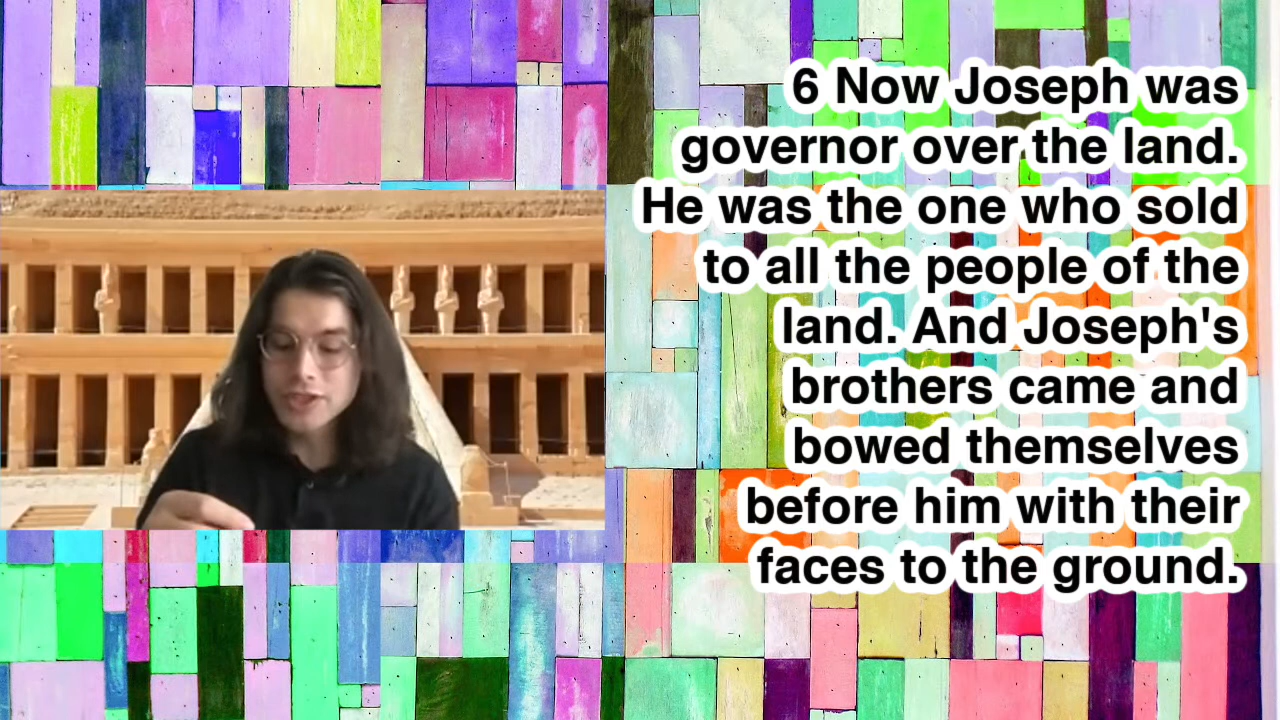 6 Now Joseph was
governor over the land.
He was the one who sold
to all the people of the
land. And Joseph's
brothers came and
bowed themselves
before him with their
faces to the ground.